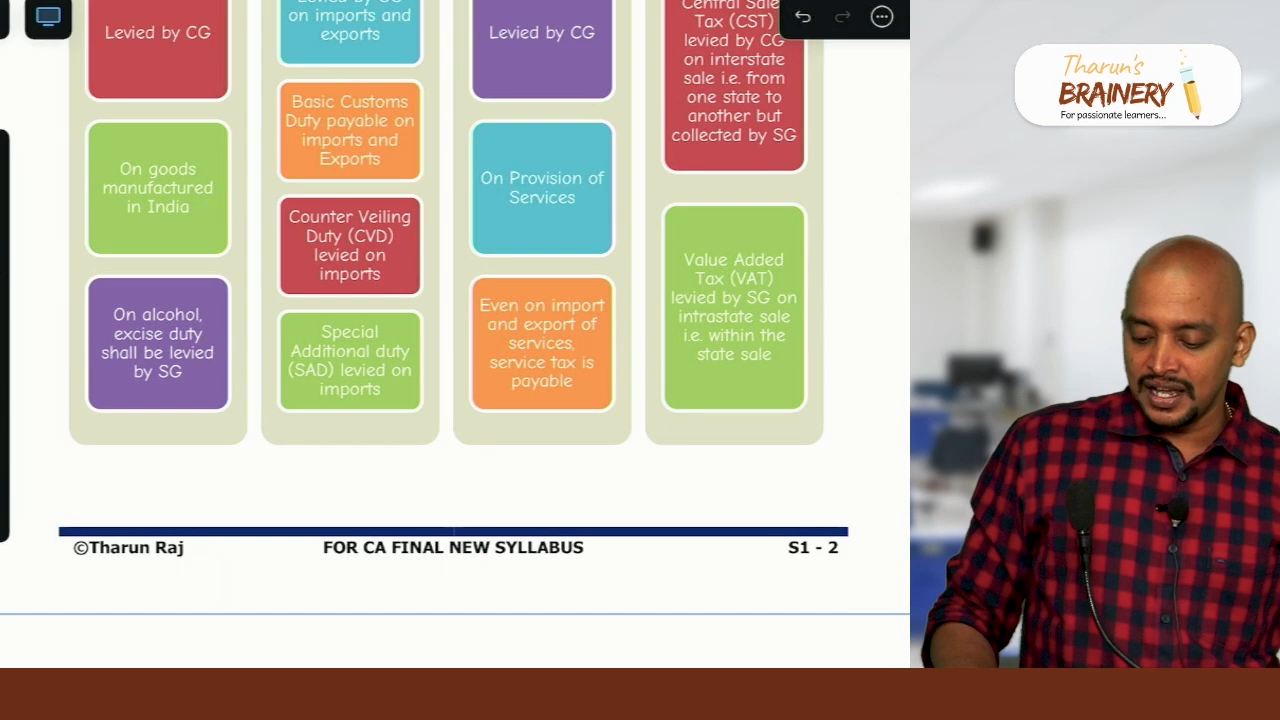 Levied by CG
On goods
manufactured
in India
On alcohol,
excise duty
shall be levied
by SG
Levied by CG
on imports and
exports
Basic Customs
Duty payable on
imports and
Exports
Counter Veiling
Duty (CVD)
levied on
imports
Special
Additional duty
(SAD) levied on
imports
Levied by CG
On Provision of
Services
Even on import
and export of
services,
service tax is
payable
Central Sales
Tax (CST)
levied by CG
on interstate
sale i.e. from
one state to
another but
collected by SG
Value Added
Tax (VAT)
levied by SG on
intrastate sale
i.e. within the
state sale
©Tharun Raj FOR CA FINAL NEW SYLLABUS S1 - 2
Tharun's
BRAINERY
For passionate learners...